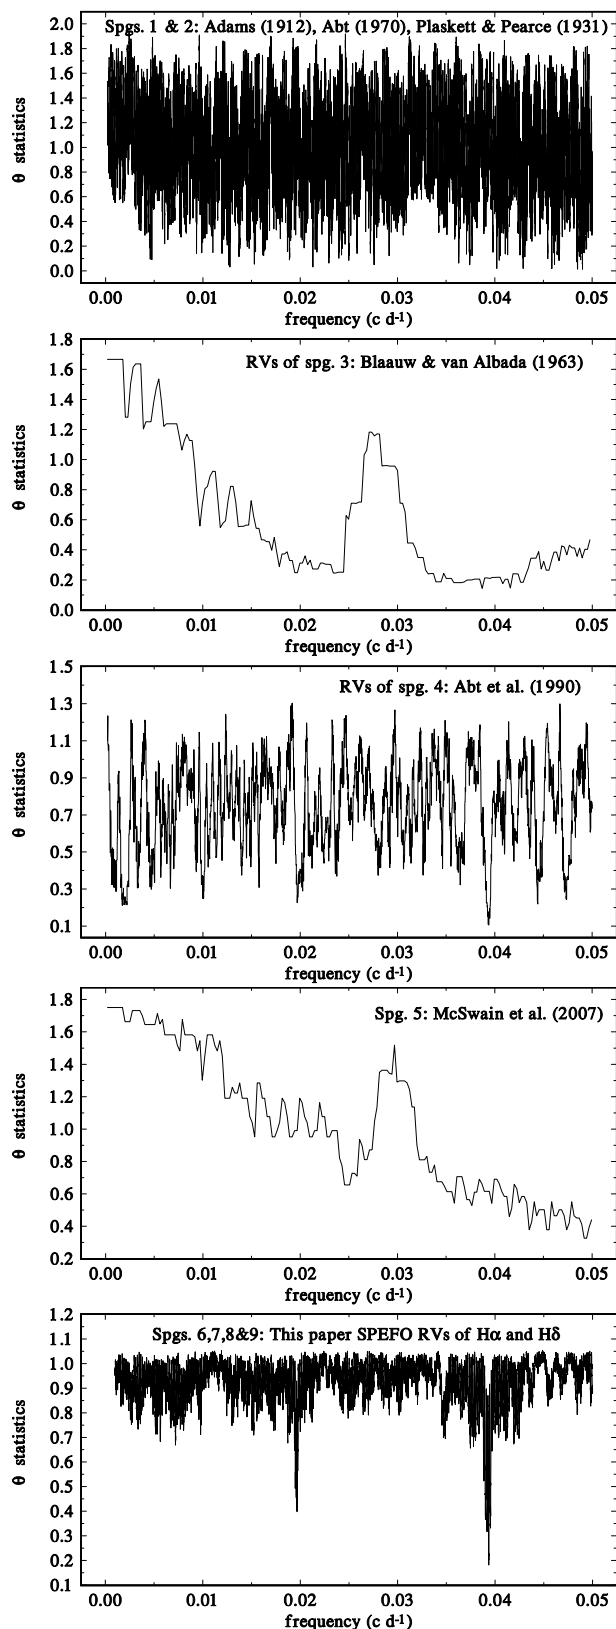 Spgs. 1 & 2: Adams (1912), Abt (1970), Plaskett & Pearce (1931)
2.0
1.8
1.6
1.4
1.2
1.0
0.8
0.6
0.4
0.2
0.0
θ statistics
0.00 0.01 0.02 0.03 0.04 0.05
frequency (c d-1)
RVs of spg. 3: Blaauw & van Albada (1963)
1.8
1.6
1.4
1.2
1.0
0.8
0.6
0.4
0.2
0.0
θ statistics
0.00 0.01 0.02 0.03 0.04 0.05
frequency (c d-1)
RVs of spg. 4: Abt et al. (1990)
1.5
1.3
1.1
0.9
0.7
0.5
0.3
0.1
θ statistics
0.00 0.01 0.02 0.03 0.04 0.05
frequency (c d-1)
Spg. 5: McSwain et al. (2007)
1.8
1.6
1.4
1.2
1.0
0.8
0.6
0.4
0.2
θ statistics
0.00 0.01 0.02 0.03 0.04 0.05
frequency (c d-1)
Spgs. 6,7,8&9: This paper SPEFO RVs of Hα and Hδ
1.2
1.1
1.0
0.9
0.8
0.7
0.6
0.5
0.4
0.3
0.2
0.1
θ statistics
0.00 0.01 0.02 0.03 0.04 0.05
frequency (c d-1)